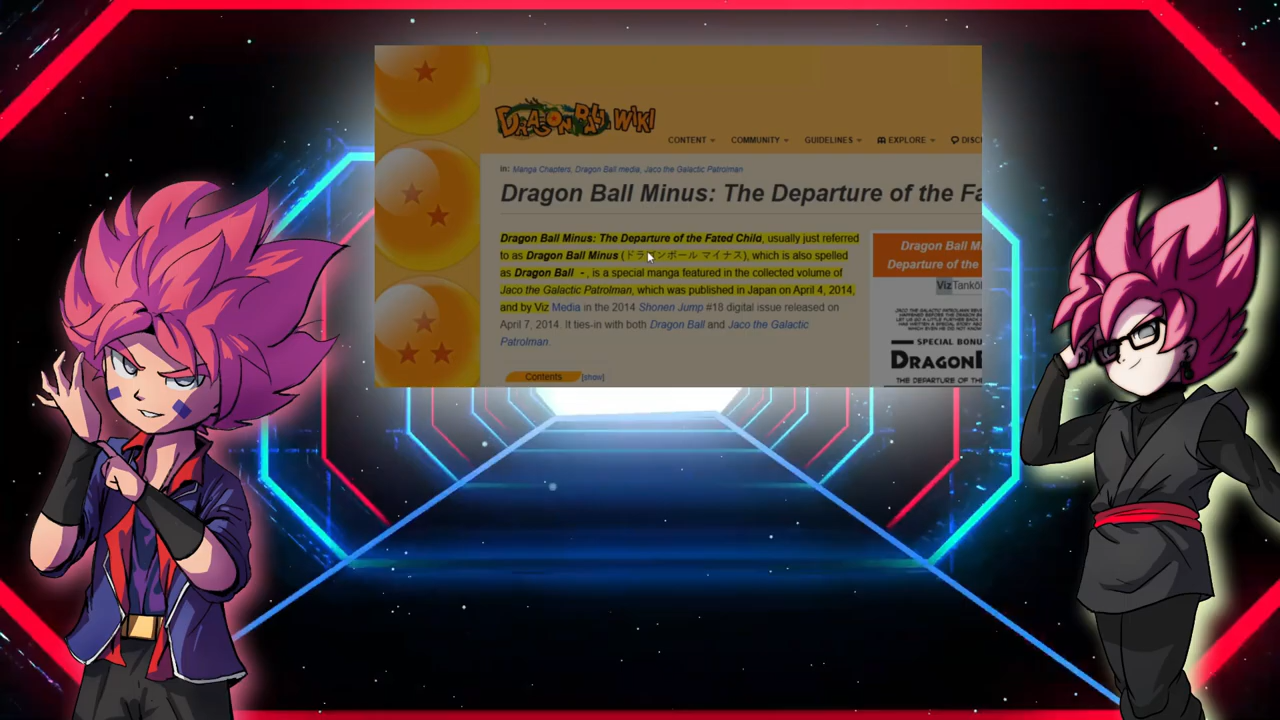 DRAGON BALL WIKI
CONTENT COMMUNITY GUIDELINES EXPLORE
in: Manga Chapters, Dragon Ball media, Jaco the Galactic Patrolman
Dragon Ball Minus: The Departure of the Fa
Dragon Ball Minus: The Departure of the Fated Child, usually just referred
to as Dragon Ball Minus (ドラゴンボール マイナス), which is also spelled
as Dragon Ball -, is a special manga featured in the collected volume of
Jaco the Galactic Patrolman, which was published in Japan on April 4, 2014,
and by Viz Media in the 2014 Shonen Jump #18 digital issue released on
April 7, 2014. It ties-in with both Dragon Ball and Jaco the Galactic
Patrolman.
Contents [show]
Dragon Ball Mi
Departure of the
Viz Tankō
SPECIAL BONU
DRAGON
THE DEPARTURE OF THE